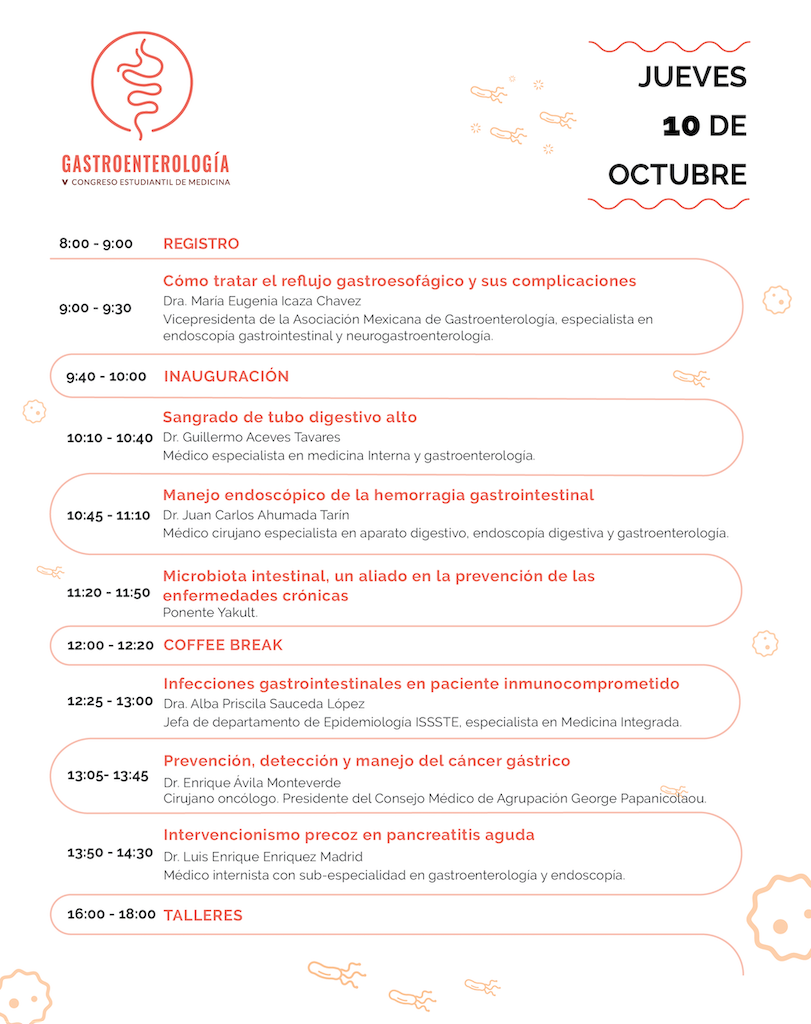 GASTROENTEROLOGÍA
V CONGRESO ESTUDIANTIL DE MEDICINA
JUEVES
10 DE
OCTUBRE
8:00 - 9:00 REGISTRO
Cómo tratar el reflujo gastroesofágico y sus complicaciones
Dra. María Eugenia Icaza Chavez
9:00 - 9:30
Vicepresidenta de la Asociación Mexicana de Gastroenterología, especialista en
endoscopía gastrointestinal y neurogastroenterología.
9:40 - 10:00 INAUGURACIÓN
Sangrado de tubo digestivo alto
10:10 - 10:40 Dr. Guillermo Aceves Tavares
Médico especialista en medicina Interna y gastroenterología.
Manejo endoscópico de la hemorragia gastrointestinal
10:45 - 11:10 Dr. Juan Carlos Ahumada Tarín
Médico cirujano especialista en aparato digestivo, endoscopía digestiva y gastroenterología.
Microbiota intestinal, un aliado en la prevención de las
11:20 - 11:50 enfermedades crónicas
Ponente Yakult.
12:00 - 12:20 COFFEE BREAK
Infecciones gastrointestinales en paciente inmunocomprometido
12:25 - 13:00 Dra. Alba Priscila Sauceda López
Jefa de departamento de Epidemiología ISSSTE, especialista en Medicina Integrada.
Prevención, detección y manejo del cáncer gástrico
13:05- 13:45 Dr. Enrique Ávila Monteverde
Cirujano oncólogo. Presidente del Consejo Médico de Agrupación George Papanicolaou.
Intervencionismo precoz en pancreatitis aguda
13:50 - 14:30 Dr. Luis Enrique Enriquez Madrid
Médico internista con sub-especialidad en gastroenterología y endoscopía.
16:00 - 18:00 TALLERES